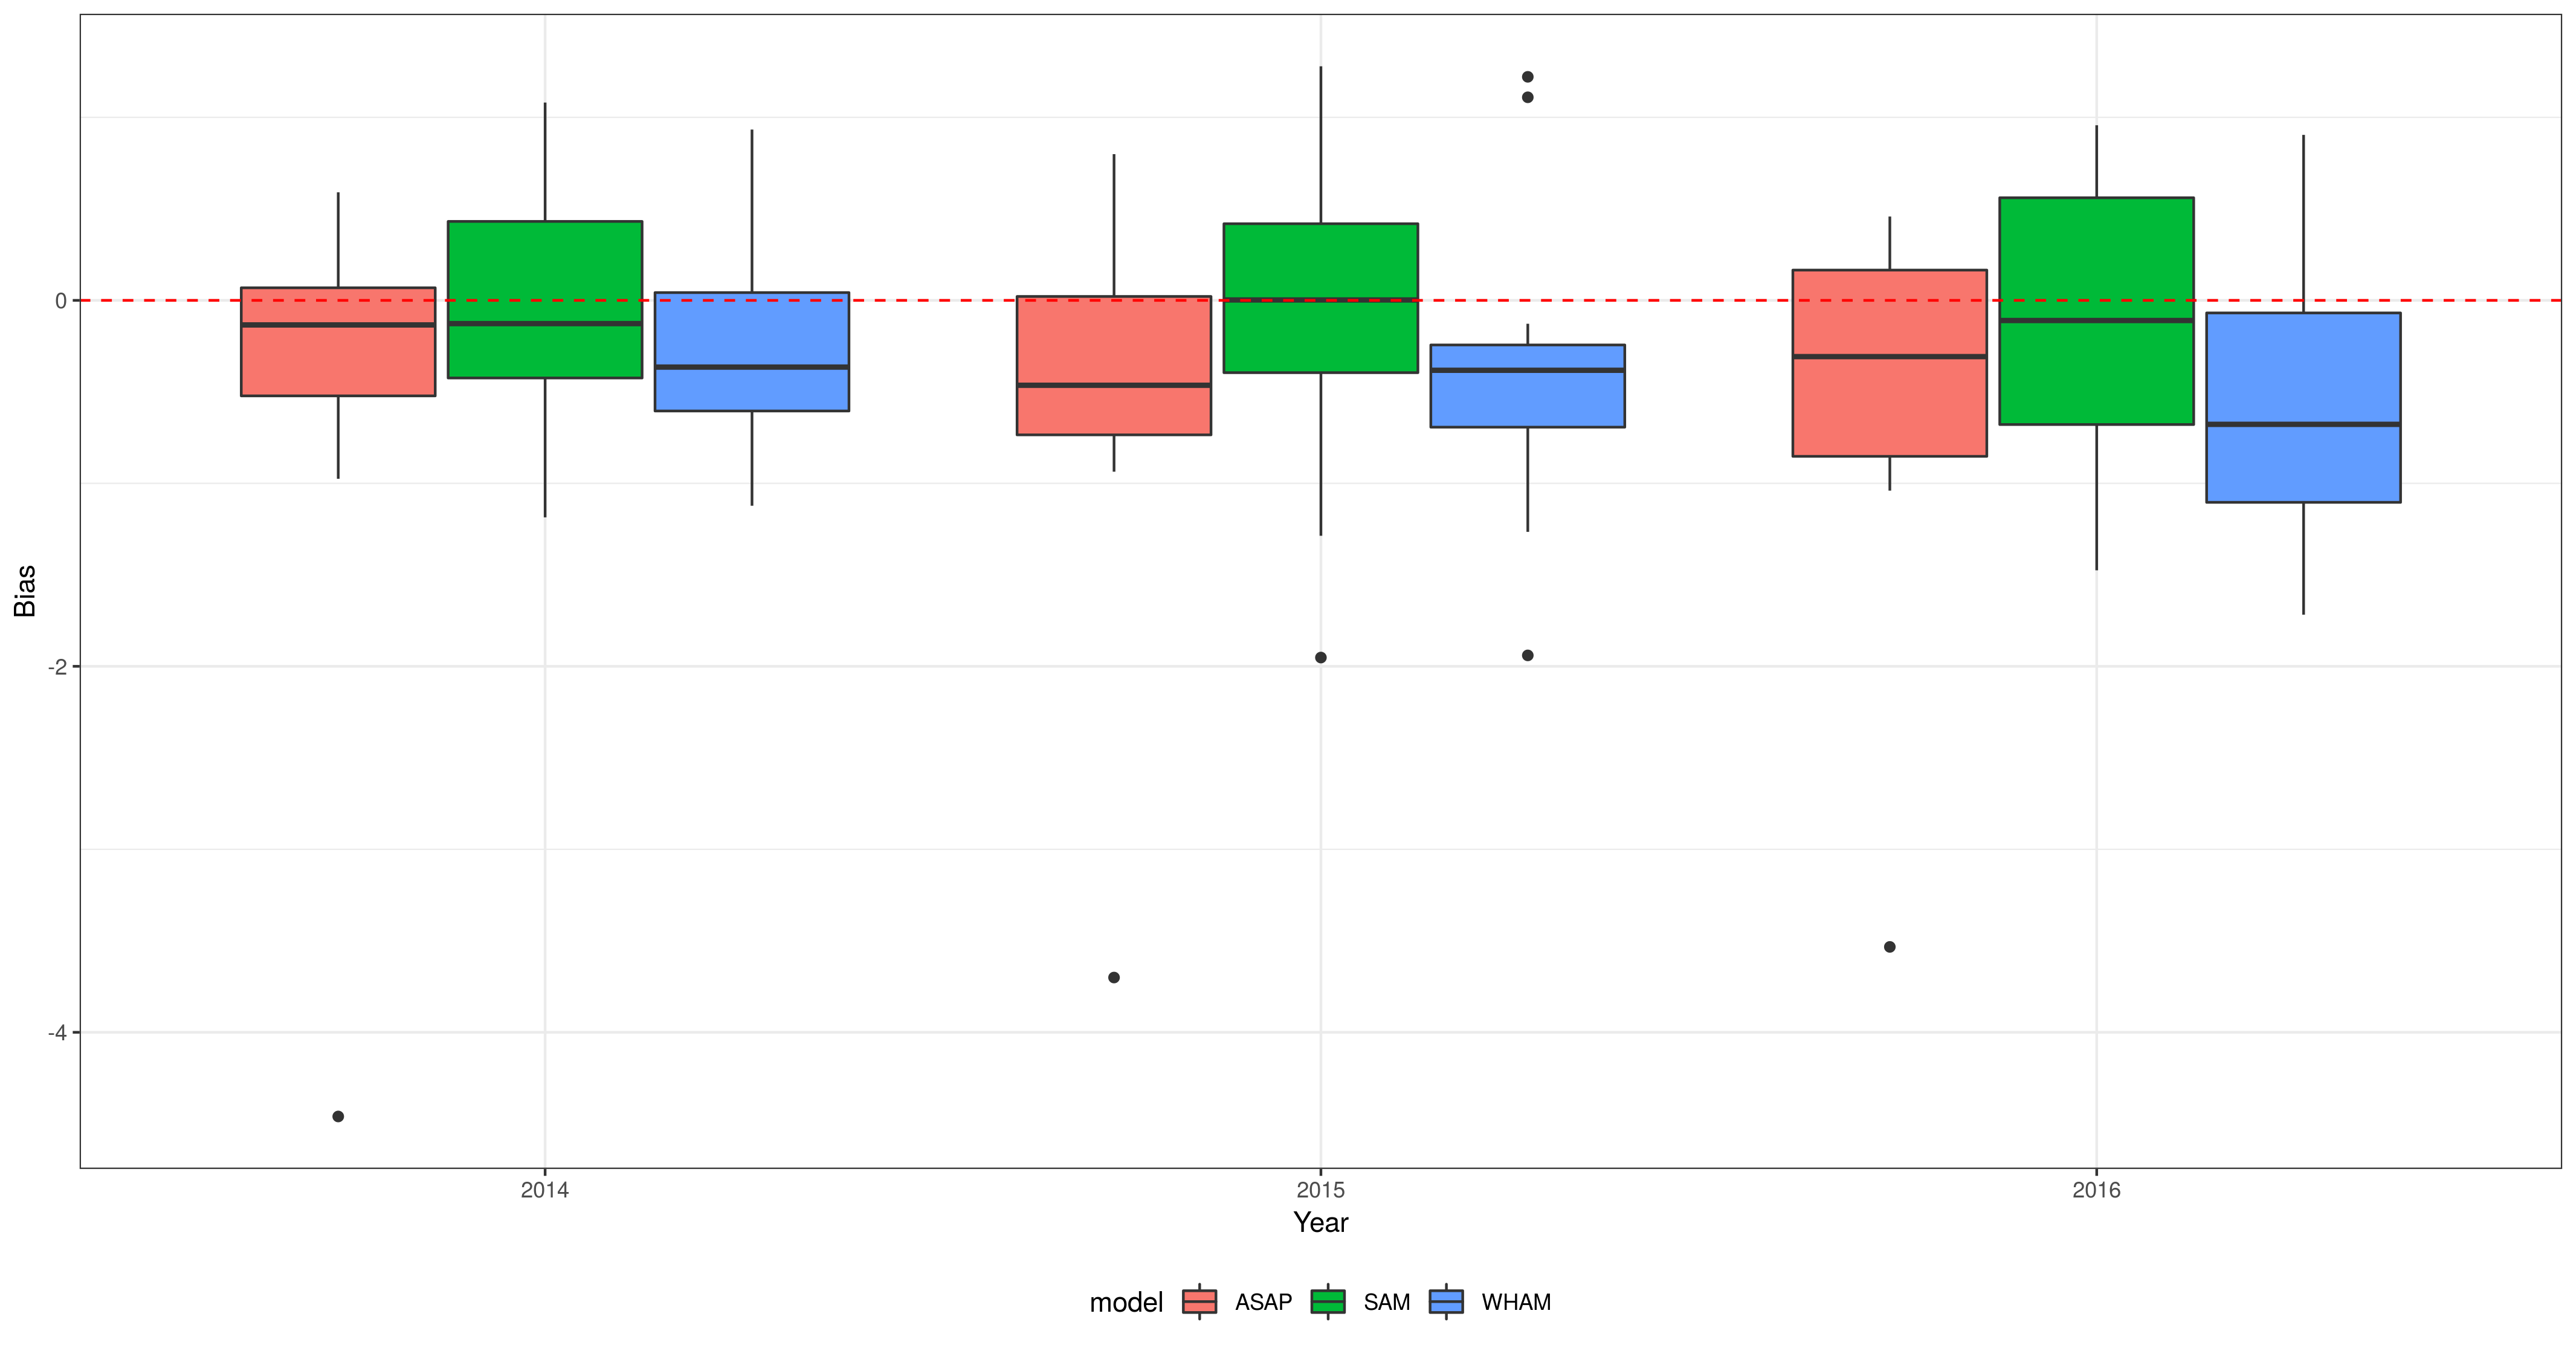 Bias
0
-2
-4
2014 2015 2016
Year
model ASAP SAM WHAM